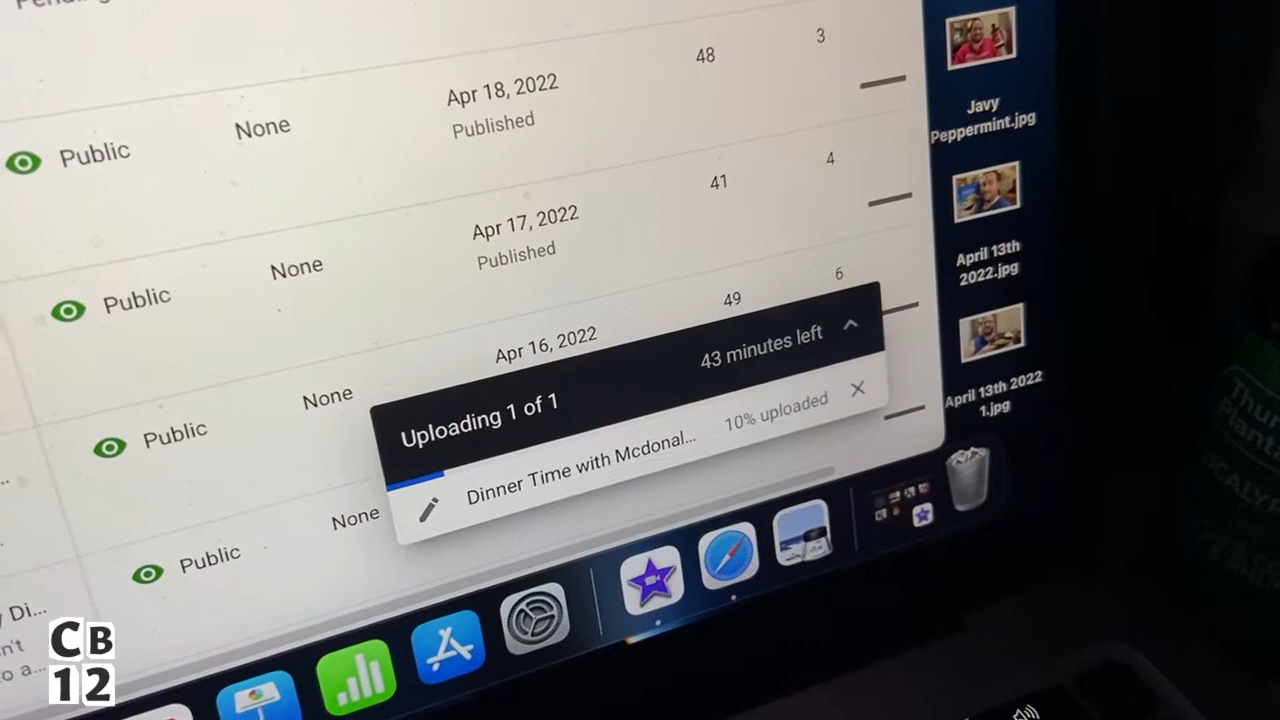 48
3
Apr 18, 2022
None
Published
Public
Javy
Peppermint.jpg
41
4
Apr 17, 2022
None
Published
Public
April 13th
2022.jpg
49
6
Apr 16, 2022
None
Public
43 minutes left
Uploading 1 of 1
10% uploaded
Dinner Time with Mcdonal...
April 13th 2022
1.jpg
None
Public
Di...
n't
o a...
CB
12